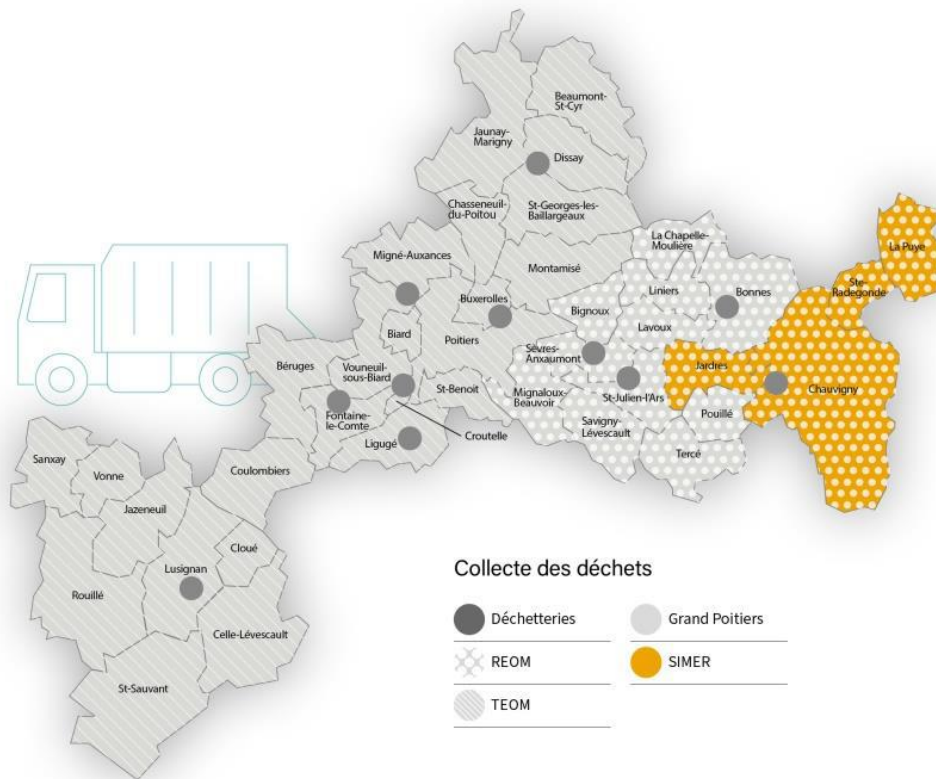 Beaumont-
St-Cyr
Jaunay-
Marigny
Dissay
Chasseneuil-
du-Poitou
St-Georges-les-
Baillargeaux
La Chapelle-
Moulière
La Puye
Migné-Auxances
Montamisé
Ste-
Radegonde
Liniers
Bonnes
Buxerolles
Bignoux
Lavoux
Biard
Poitiers
Sèvres-
Anxaumont
Béruges
Vouneuil-
sous-Biard
Jardres
St-Benoit
Mignaloux-
Beauvoir
St-Julien-l'Ars
Chauvigny
Fontaine-
le-Comte
Pouillé
Savigny-
Lévescault
Croutelle
Ligugé
Tercé
Sanxay
Vonne
Coulombiers
Jazeneuil
Cloué
Lusignan
Rouillé
Celle-Lévescault
St-Sauvant
Collecte des déchets
Déchetteries
Grand Poitiers
REOM
SIMER
TEOM